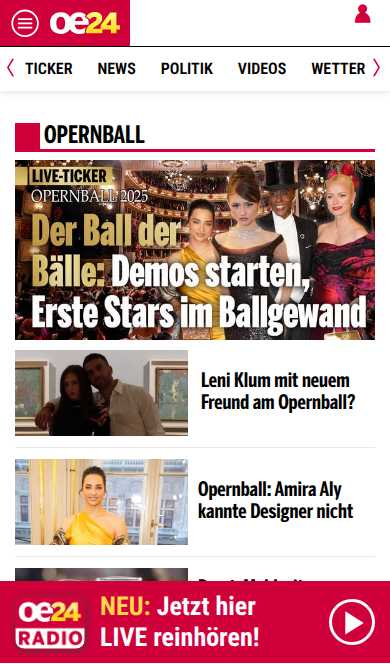 oe24
TICKER NEWS POLITIK VIDEOS WETTER
OPERNBALL
LIVE-TICKER
OPERNBALL 2025
Der Ball der
Bälle: Demos starten,
Erste Stars im Ballgewand
Leni Klum mit neuem
Freund am Opernball?
Opernball: Amira Aly
kannte Designer nicht
oe24
RADIO
NEU: Jetzt hier
LIVE reinhören!